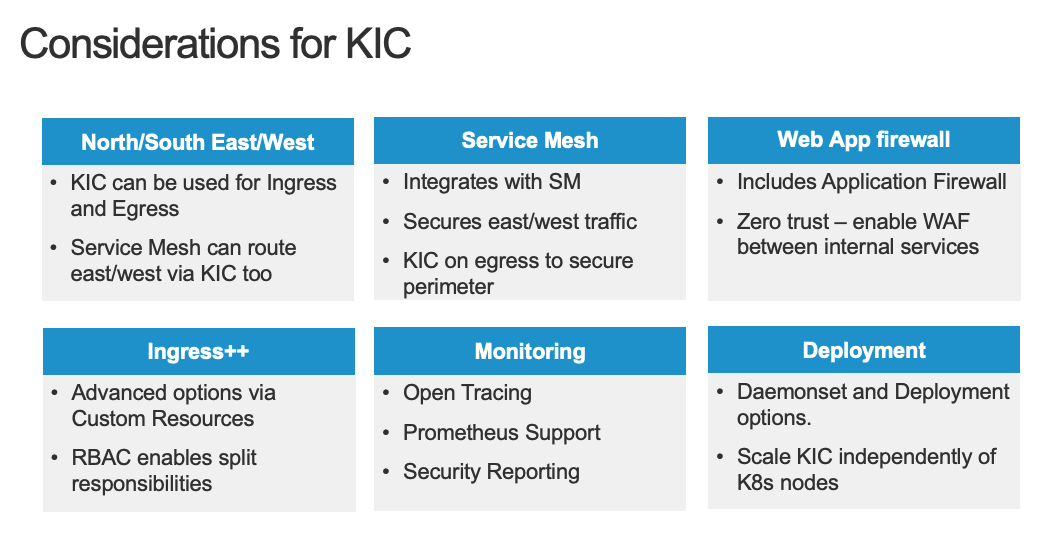 Considerations for KIC
North/South East/West
• KIC can be used for Ingress
and Egress
• Service Mesh can route
east/west via KIC too
Service Mesh
• Integrates with SM
• Secures east/west traffic
• KIC on egress to secure
perimeter
Web App firewall
• Includes Application Firewall
• Zero trust – enable WAF
between internal services
Ingress++
• Advanced options via
Custom Resources
• RBAC enables split
responsibilities
Monitoring
• Open Tracing
• Prometheus Support
• Security Reporting
Deployment
• Daemonset and Deployment
options.
• Scale KIC independently of
K8s nodes